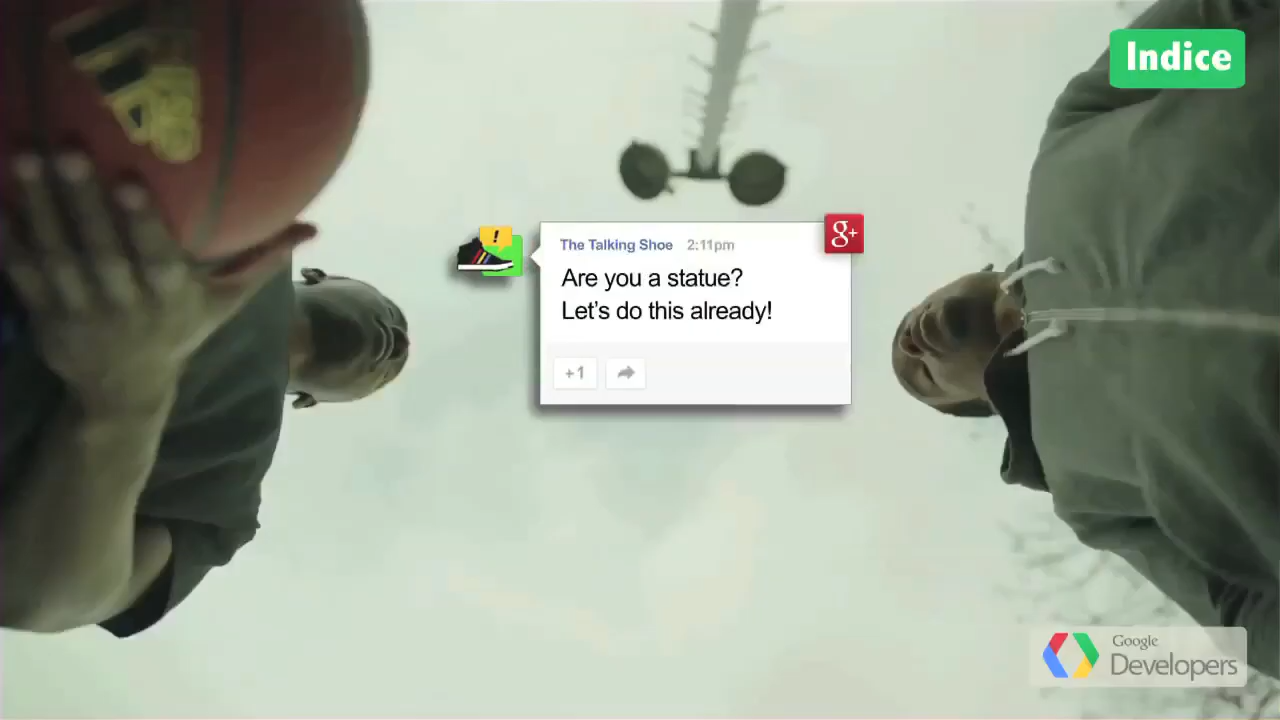 Indice
The Talking Shoe 2:11pm
g+
Are you a statue?
Let's do this already!
+1
Google
Developers